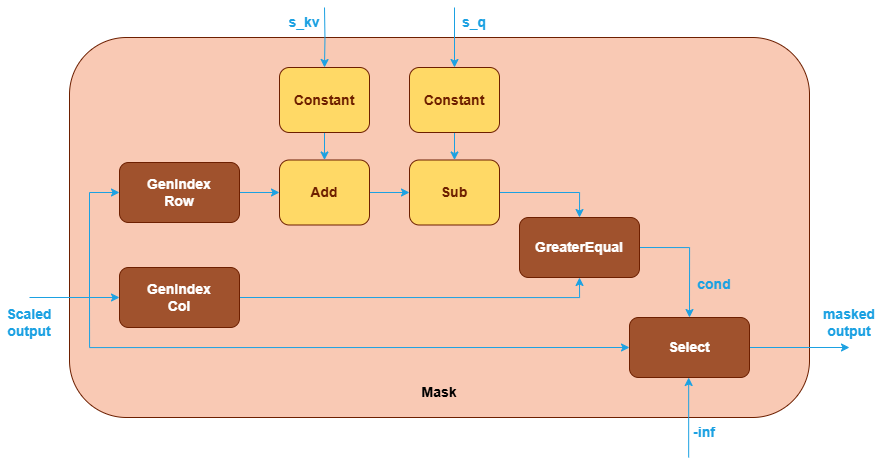 s_kv
s_q
Constant
Constant
GenIndex
Row
Add
Sub
GreaterEqual
GenIndex
Col
cond
Scaled
output
masked
output
Select
Mask
-inf